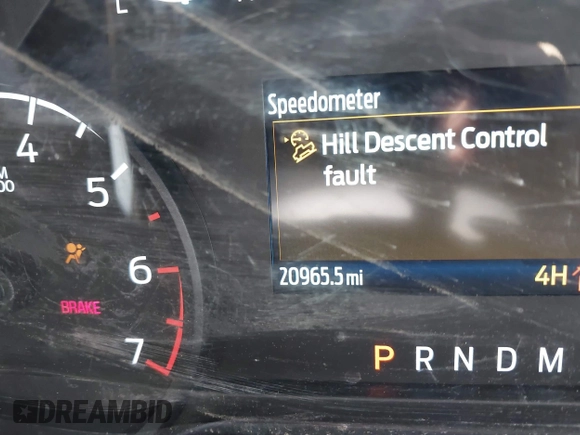 Speedometer
Hill Descent Control
fault
20965.5 mi
4H
P R N D M
4
5
6
7
BRAKE
DREAMBID